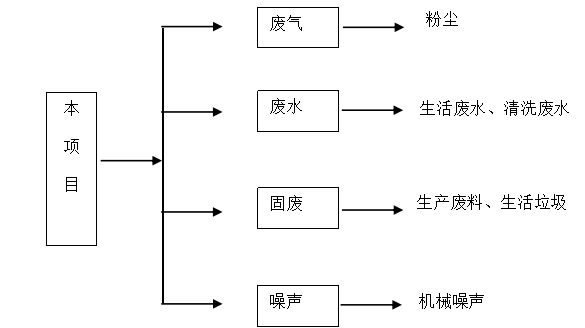 本
项
目
废气
粉尘
废水
生活废水、清洗废水
固废
生产废料、生活垃圾
噪声
机械噪声